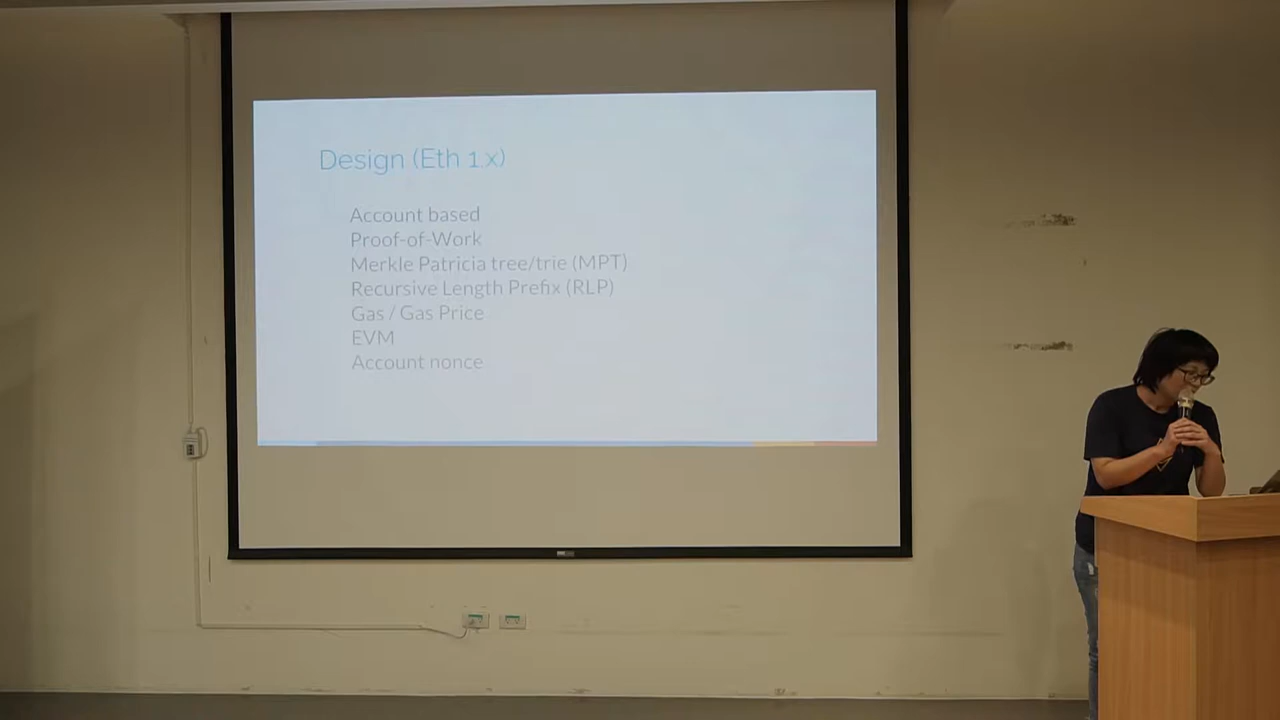 Design (Eth 1.x)
Account based
Proof-of-Work
Merkle Patricia tree/trie (MPT)
Recursive Length Prefix (RLP)
Gas / Gas Price
EVM
Account nonce